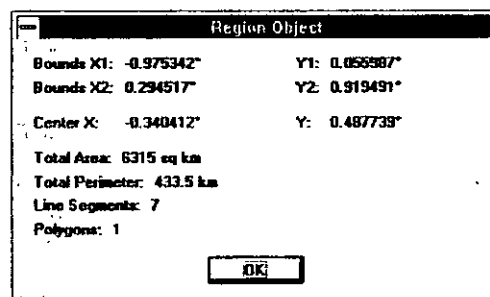 Region Object
Bounds X1: -0.975342° Y1: 0.055987°
Bounds X2: 0.294517° Y2: 0.919491°
Center X: -0.340412° Y: 0.487739°
Total Area: 6315 sq km
Total Perimeter: 433.5 km
Line Segments: 7
Polygons: 1
OK